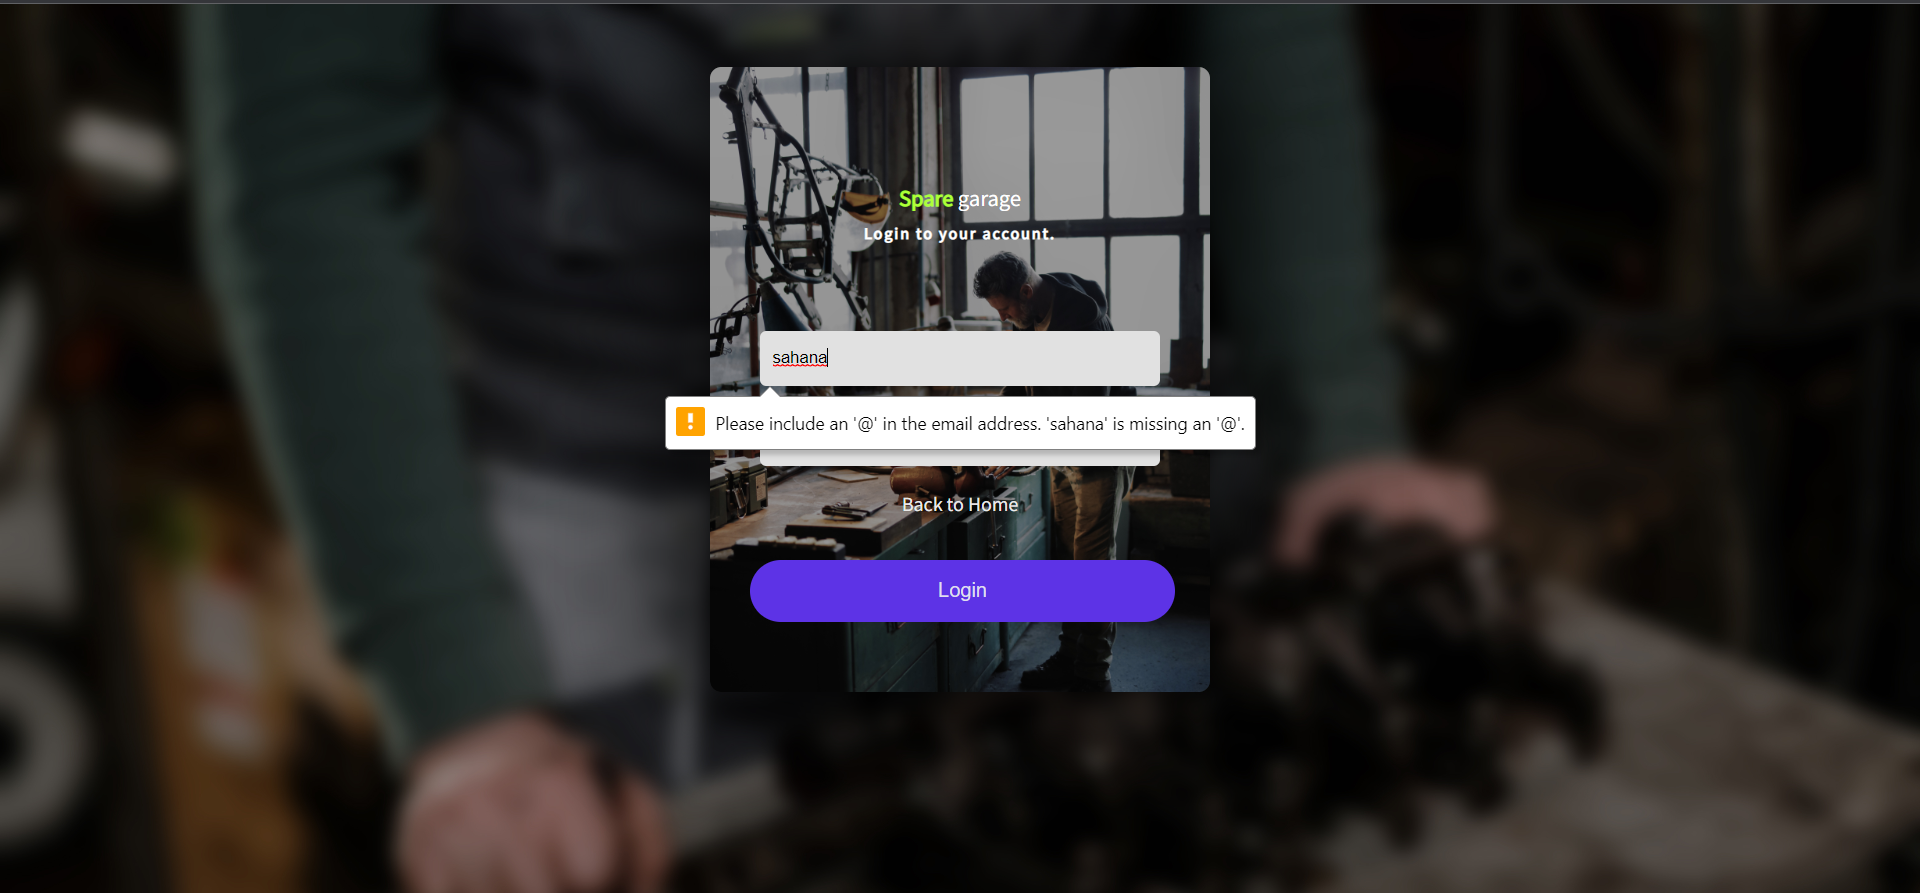 Spare garage
Login to your account.
sahana
Please include an '@' in the email address. 'sahana' is missing an '@'.
Back to Home
Login